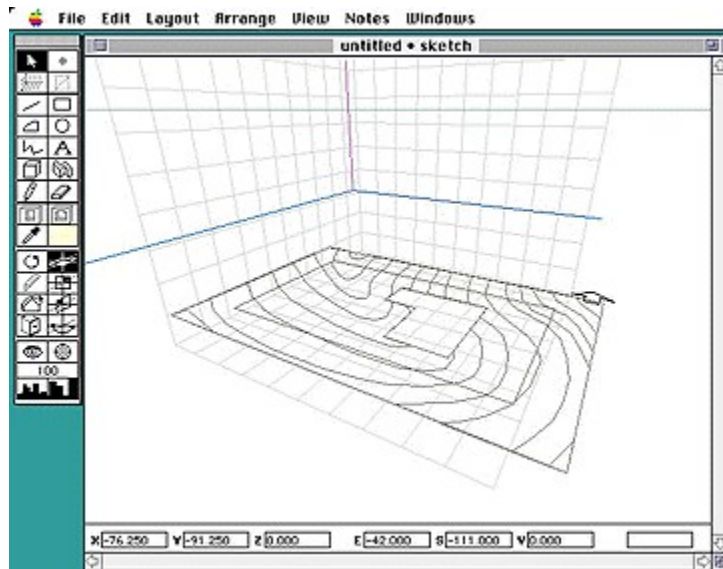 File Edit Layout Arrange View Notes Windows
untitled • sketch
A
100
X -76.250 Y -91.250 Z 0.000 E -42.000 S -111.000 V 0.000